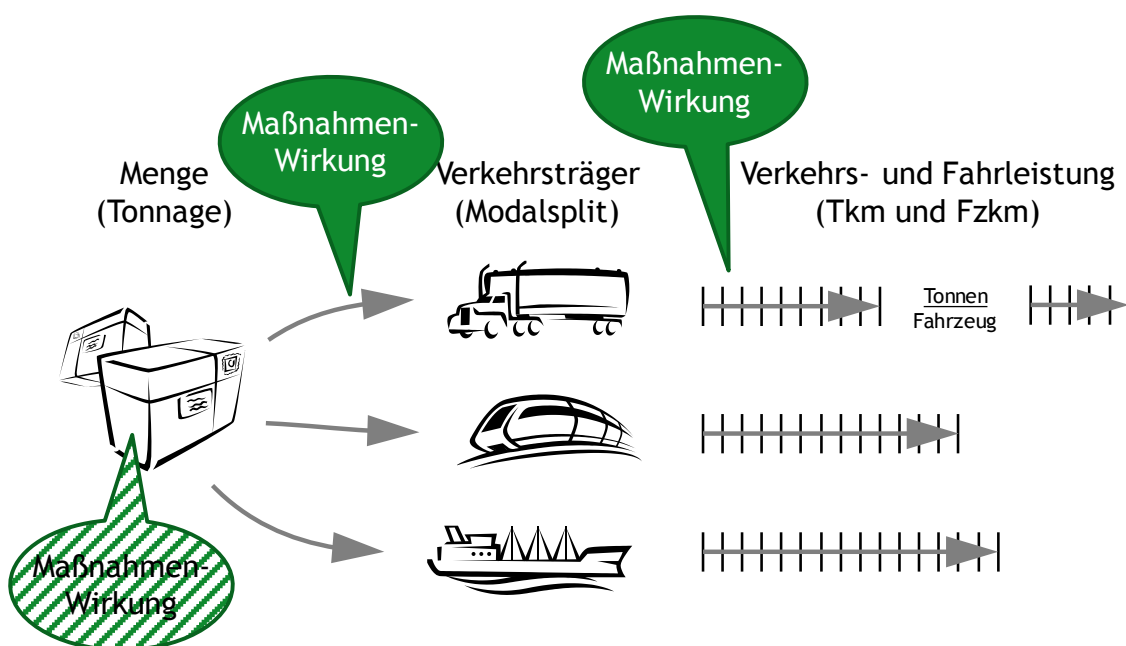 Maßnahmen-
Wirkung
Maßnahmen-
Wirkung
Menge
(Tonnage)
Verkehrsträger
(Modalsplit)
Verkehrs- und Fahrleistung
(Tkm und Fzkm)
Tonnen
Fahrzeug
Maßnahmen-
Wirkung